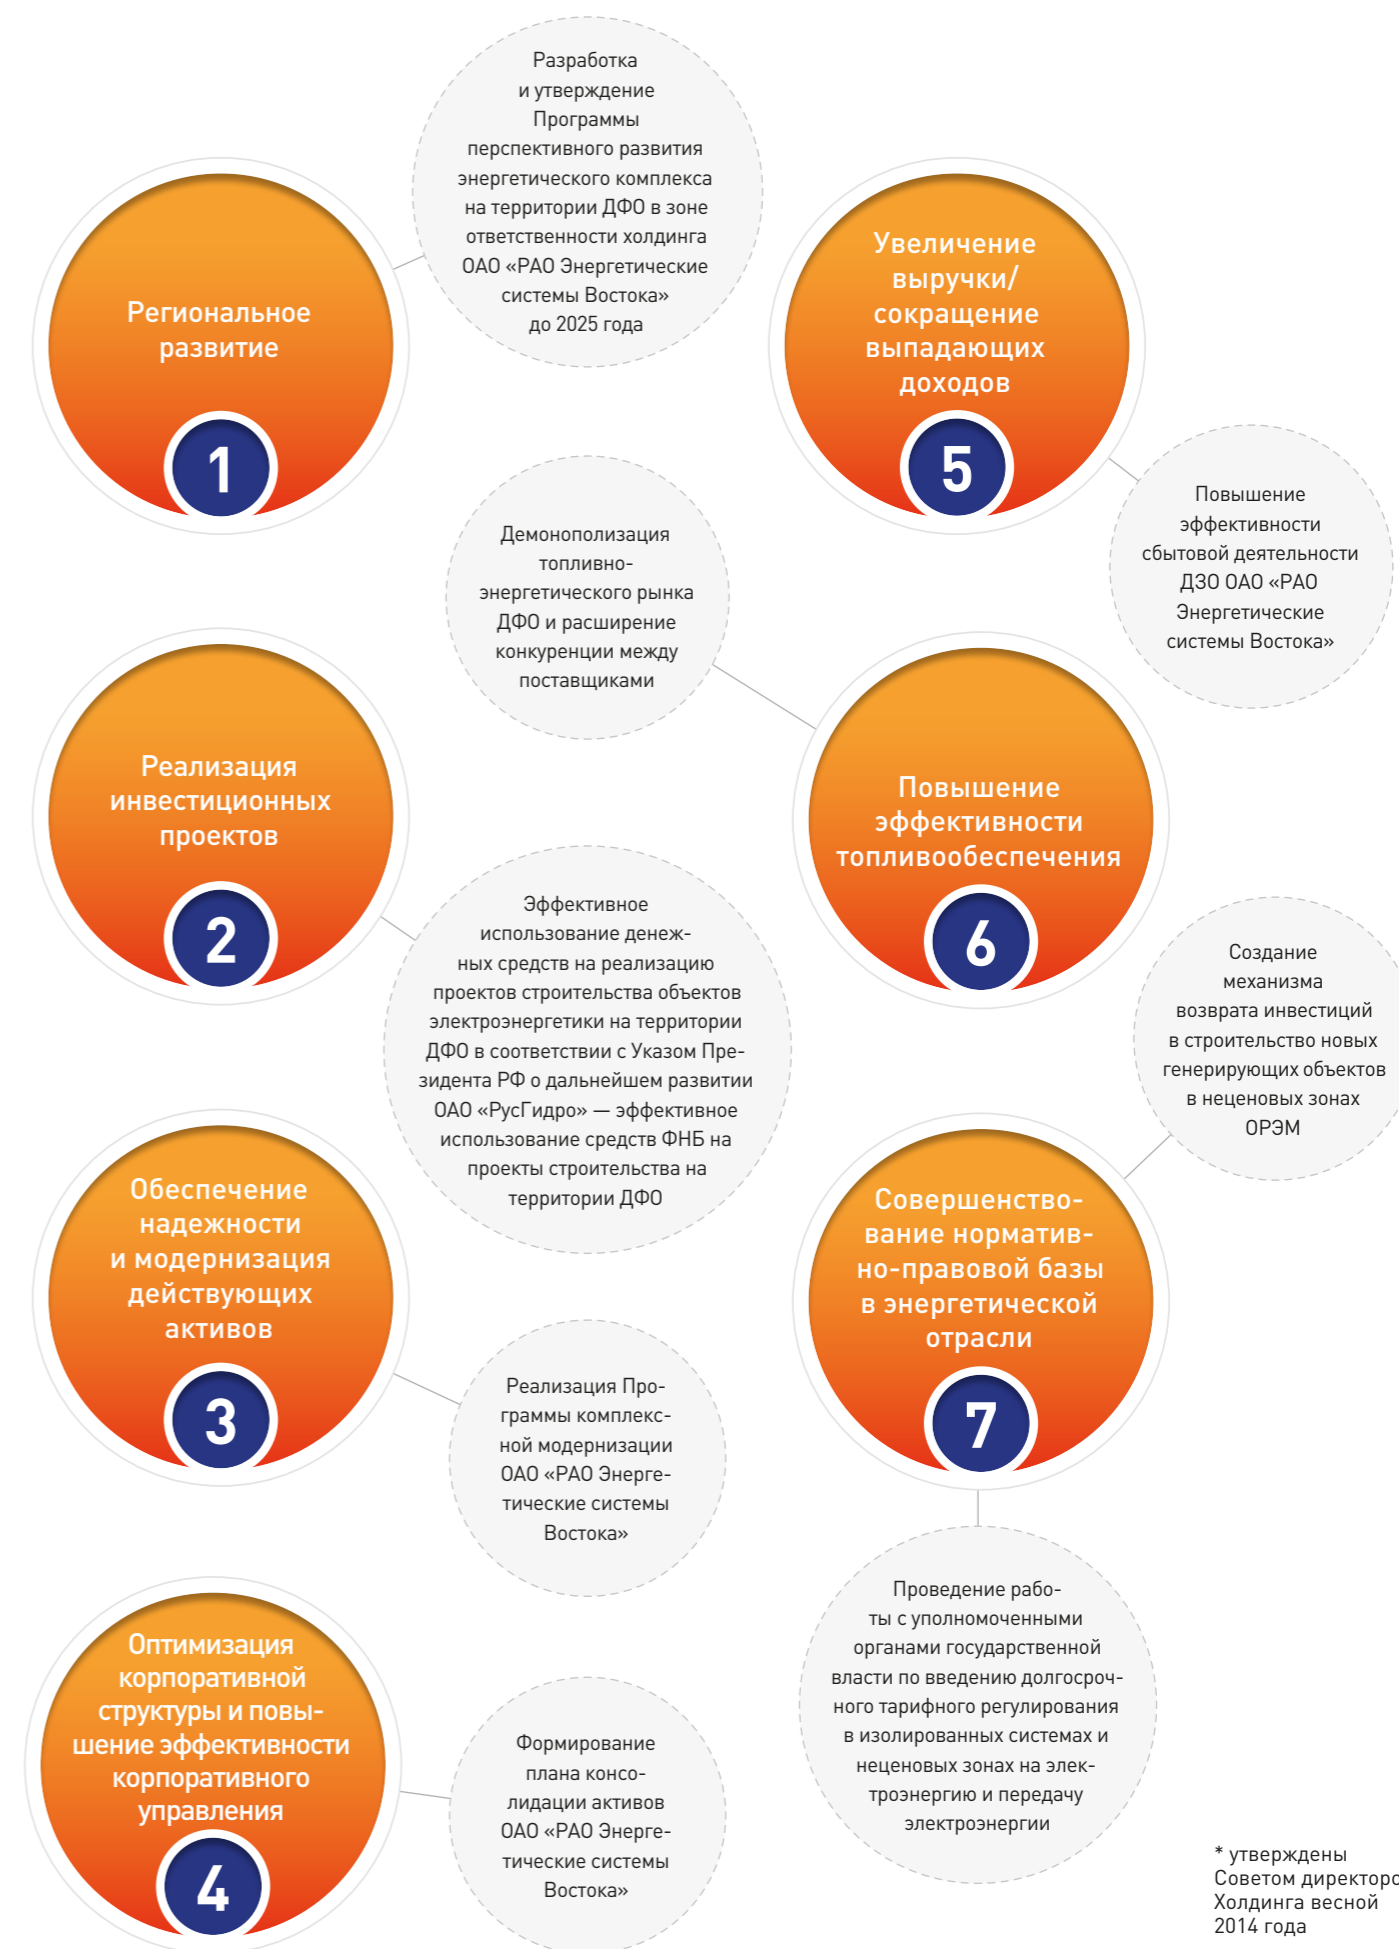 Региональное
развитие
1
Разработка
и утверждение
Программы
перспективного развития
энергетического комплекса
на территории ДФО в зоне
ответственности холдинга
ОАО «РАО Энергетические
системы Востока»
до 2025 года
Реализация
инвестиционных
проектов
2
Эффективное
использование денеж-
ных средств на реализацию
проектов строительства объектов
электроэнергетики на территории
ДФО в соответствии с Указом Пре-
зидента РФ о дальнейшем развитии
ОАО «РусГидро» — эффективное
использование средств ФНБ на
проекты строительства на
территории ДФО
Обеспечение
надежности
и модернизация
действующих
активов
3
Реализация Про-
граммы комплекс-
ной модернизации
ОАО «РАО Энерге-
тические системы
Востока»
Оптимизация
корпоративной
структуры и повы-
шение эффективности
корпоративного
управления
4
Формирование
плана консо-
лидации активов
ОАО «РАО Энерге-
тические системы
Востока»
Увеличение
выручки/
сокращение
выпадающих
доходов
5
Повышение
эффективности
сбытовой деятельности
ДЗО ОАО «РАО
Энергетические
системы Востока»
Демонополизация
топливно-
энергетического рынка
ДФО и расширение
конкуренции между
поставщиками
Повышение
эффективности
топливообеспечения
6
Создание
механизма
возврата инвестиций
в строительство новых
генерирующих объектов
в неценовых зонах
ОРЭМ
Совершенство-
вание норматив-
но-правовой базы
в энергетической
отрасли
7
Проведение рабо-
ты с уполномоченными
органами государственной
власти по введению долгосроч-
ного тарифного регулирования
в изолированных системах и
неценовых зонах на элек-
троэнергию и передачу
электроэнергии
* утверждены
Советом директоро
Холдинга весной
2014 года